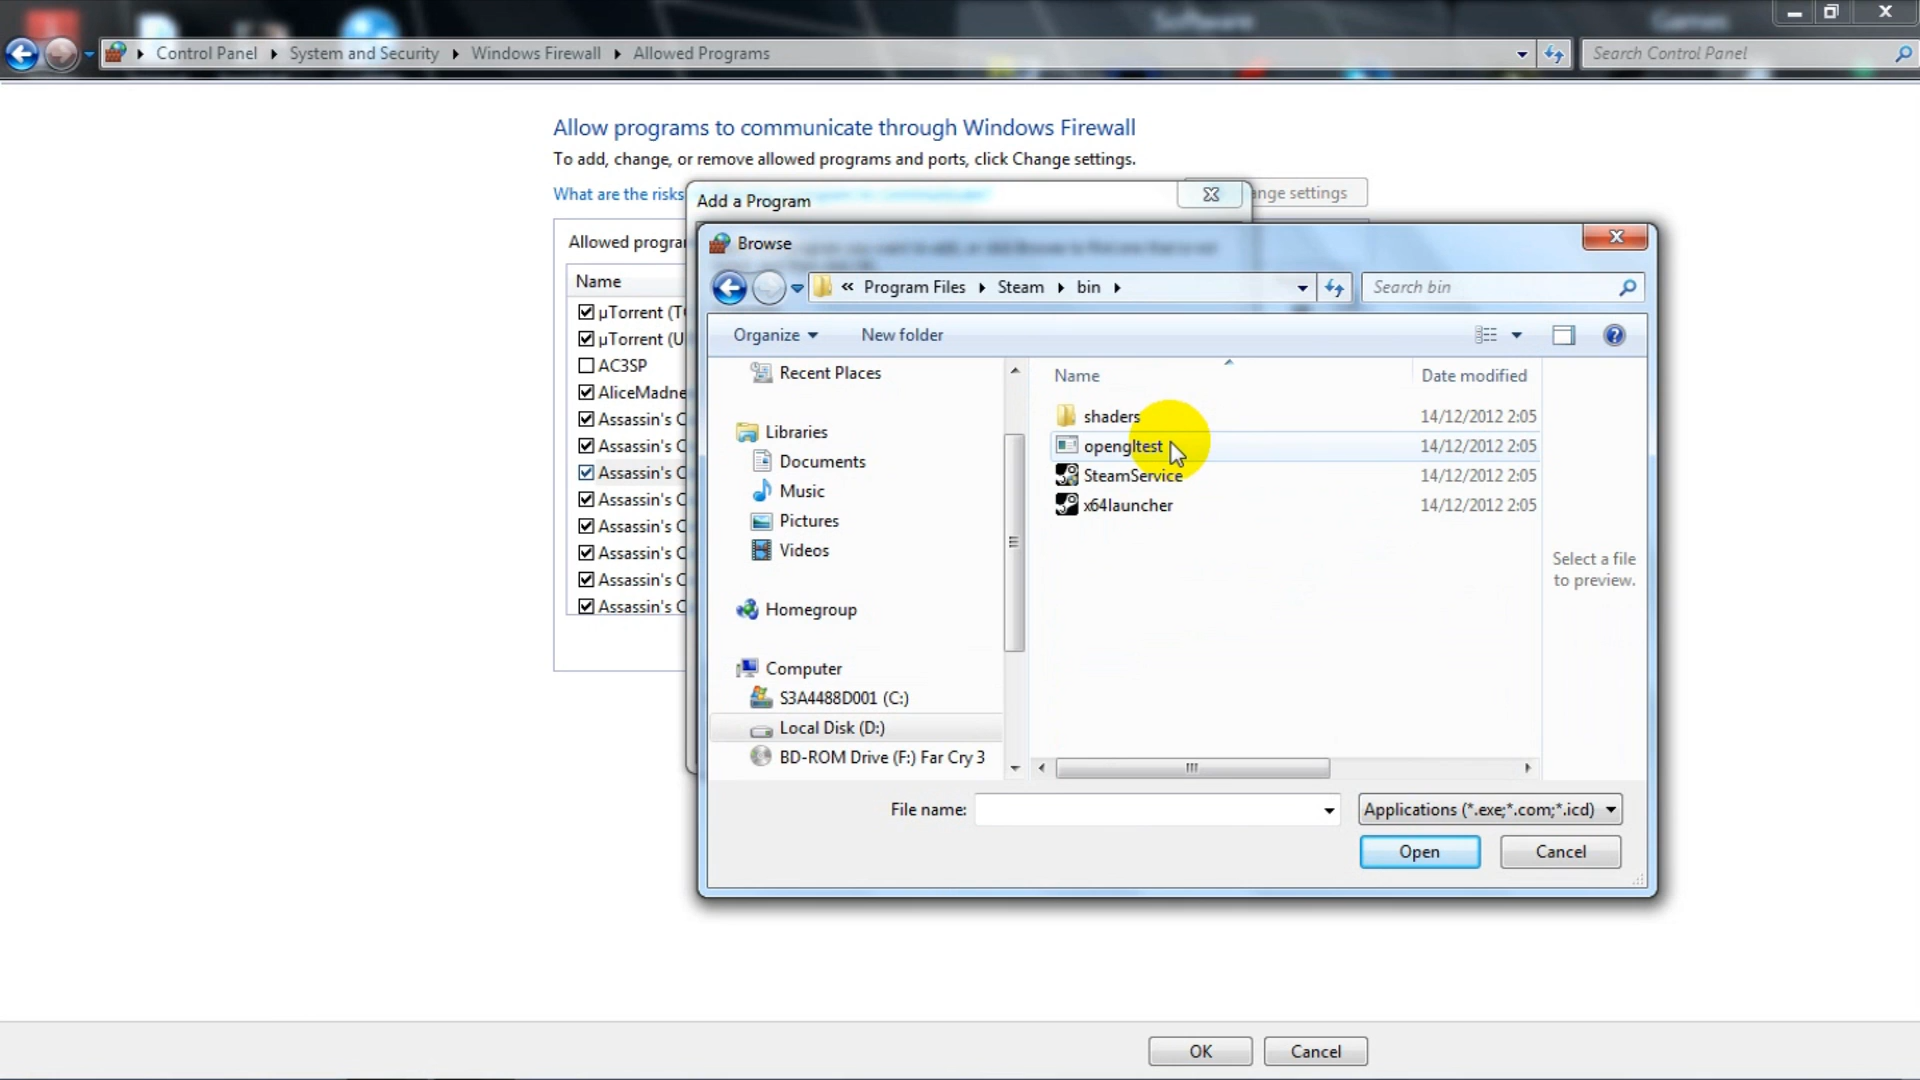 Software
Games
Control Panel
System and Security
Windows Firewall
Allowed Programs
Search Control Panel
Allow programs to communicate through Windows Firewall
To add, change, or remove allowed programs and ports, click Change settings.
What are the risks
ange settings
Add a Program
Allowed progra
Name
µTorrent (T
µTorrent (U
AC3SP
AliceMadne
Assassin's C
Assassin's C
Assassin's C
Assassin's C
Assassin's C
Assassin's C
Assassin's C
Assassin's C
Browse
« Program Files
Steam
bin
Search bin
Organize
New folder
Recent Places
Libraries
Documents
Music
Pictures
Videos
Homegroup
Computer
S3A4488D001 (C:)
Local Disk (D:)
BD-ROM Drive (F:) Far Cry 3
Name
Date modified
shaders
14/12/2012 2:05
opengltest
14/12/2012 2:05
SteamService
14/12/2012 2:05
x64launcher
14/12/2012 2:05
Select a file
to preview.
File name:
Applications (*.exe;*.com;*.icd)
Open
Cancel
OK
Cancel